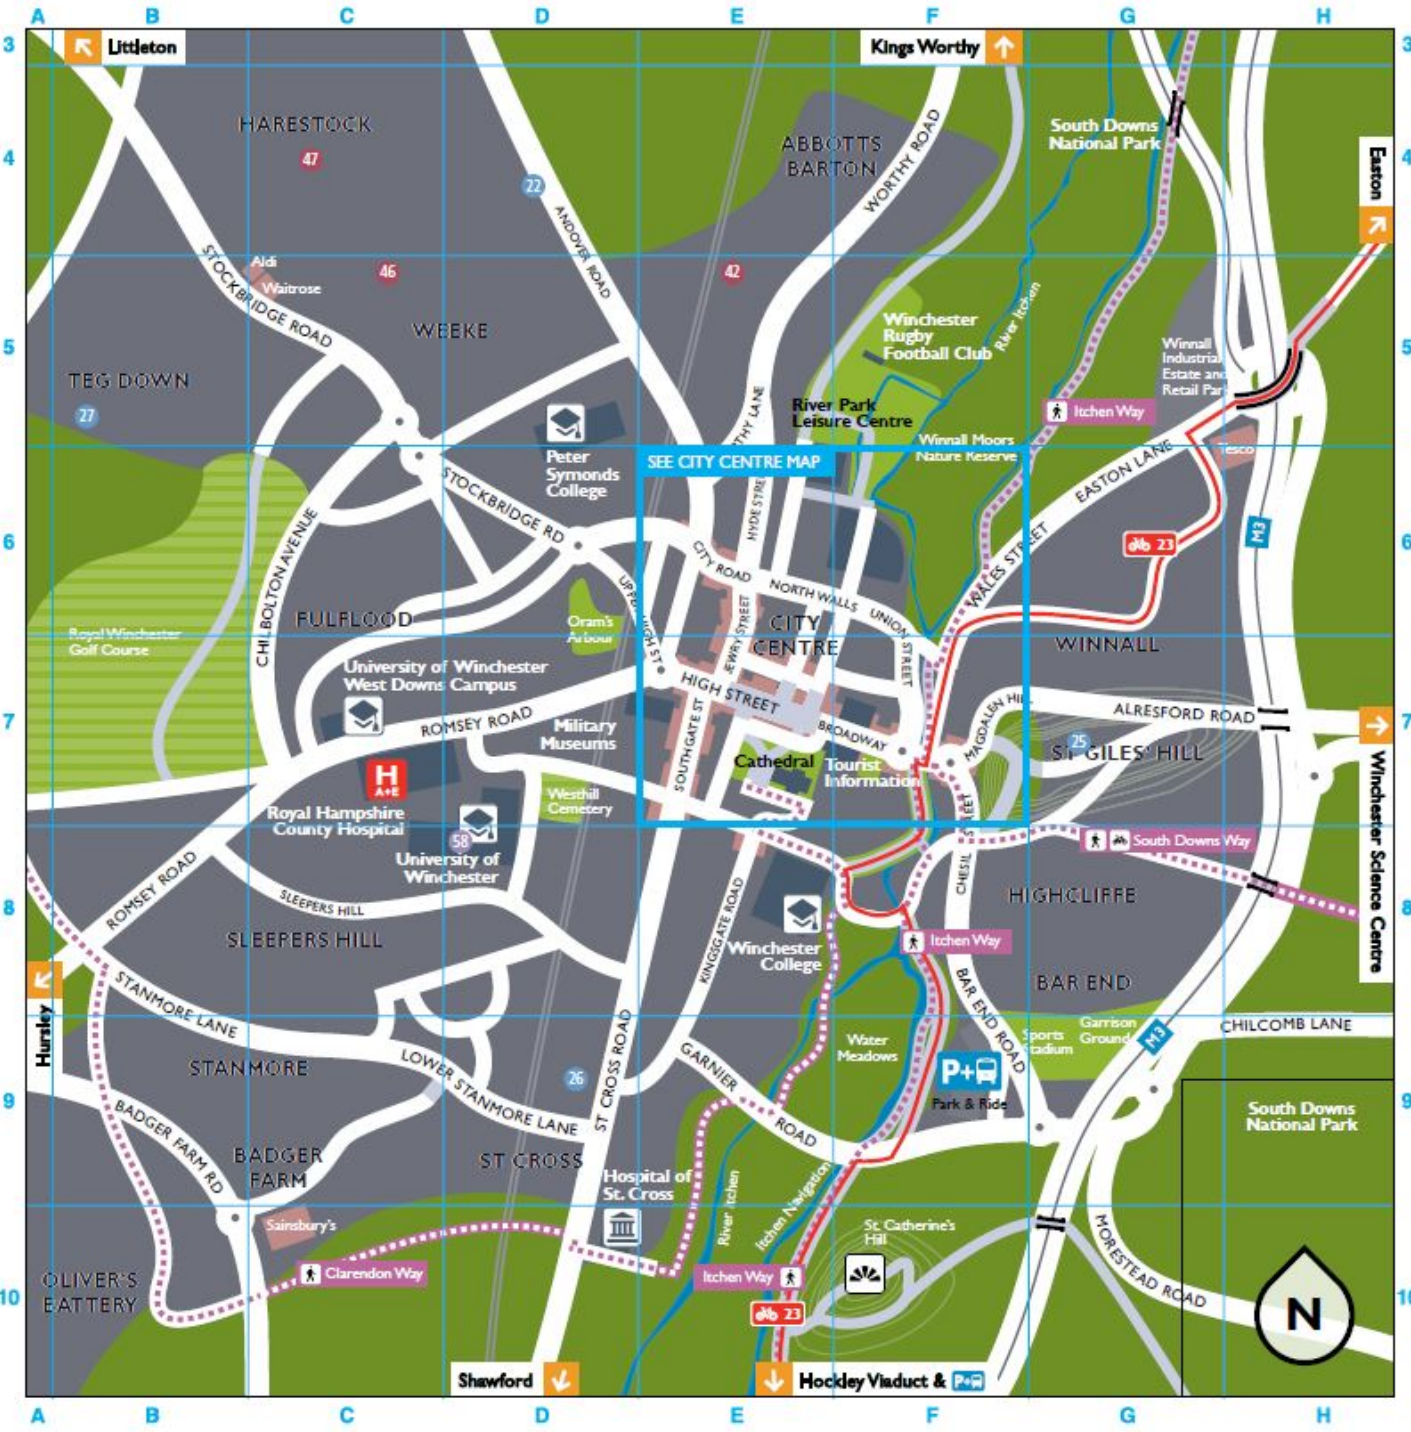 A B C D E F G H
3 3
Littleton
Kings Worthy
HARESTOCK
47
ABBOTTS
BARTON
WORTHY ROAD
South Downs
National Park
4 4
Easton
22
ANDOVER ROAD
STOCKBRIDGE ROAD
Aldi
Waitrose
46
42
WEEKE
Winchester
Rugby
Football Club
River Itchen
Winnall
Industrial
Estate and
Retail Park
5 5
TEG DOWN
27
River Park
Leisure Centre
Itchen Way
Peter
Symonds
College
SEE CITY CENTRE MAP
Winnall Moors
Nature Reserve
EASTON LANE
Tesco
STOCKBRIDGE RD
HYDE STREET
M3
23
6 6
CHILBOLTON AVENUE
CITY ROAD
NORTH WALLS
UNION STREET
WALES STREET
FULFLOOD
Oram's
Arbour
UPPER HIGH ST
JEWRY STREET
CITY
CENTRE
WINNALL
Royal Winchester
Golf Course
University of Winchester
West Downs Campus
HIGH STREET
ROMSEY ROAD
SOUTHGATE ST
BROADWAY
MAGDALEN HILL
ALRESFORD ROAD
7 7
Military
Museums
25
ST GILES' HILL
H
A+E
Cathedral
Tourist
Information
Winchester Science Centre
Westhill
Cemetery
Royal Hampshire
County Hospital
58
University of
Winchester
CHESIL STREET
South Downs Way
ROMSEY ROAD
SLEEPERS HILL
HIGHCLIFFE
8 8
SLEEPERS HILL
KINGSGATE ROAD
Winchester
College
Itchen Way
BAR END
Hursley
STANMORE LANE
BAR END ROAD
Sports
Stadium
Garrison
Ground
M3
CHILCOMB LANE
STANMORE
LOWER STANMORE LANE
26
ST CROSS ROAD
GARNIER ROAD
Water
Meadows
P+
Park & Ride
9 9
BADGER FARM RD
BADGER
FARM
ST CROSS
South Downs
National Park
Hospital of
St. Cross
River Itchen
Itchen Navigation
Sainsbury's
St. Catherine's
Hill
MORESTEAD ROAD
Clarendon Way
Itchen Way
OLIVER'S
BATTERY
10 10
23
N
Shawford
Hockley Viaduct & P+
A B C D E F G H